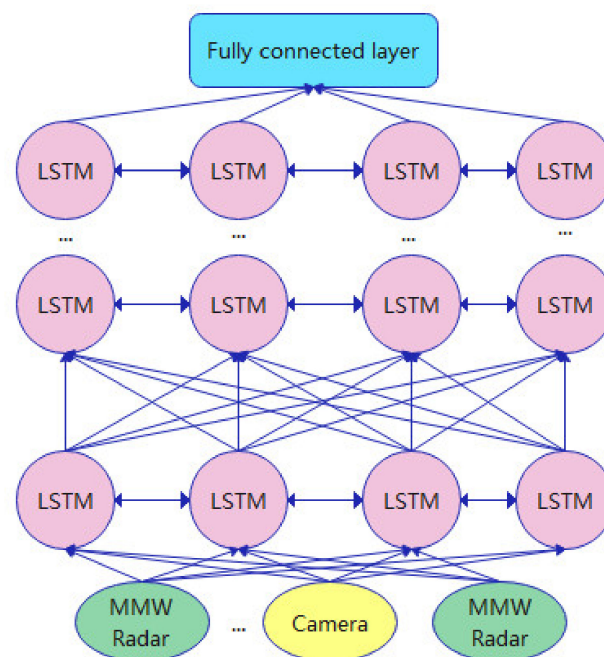 Fully connected layer
LSTM LSTM LSTM LSTM
... ... ... ...
LSTM LSTM LSTM LSTM
LSTM LSTM LSTM LSTM
MMW
Radar
...
Camera
MMW
Radar